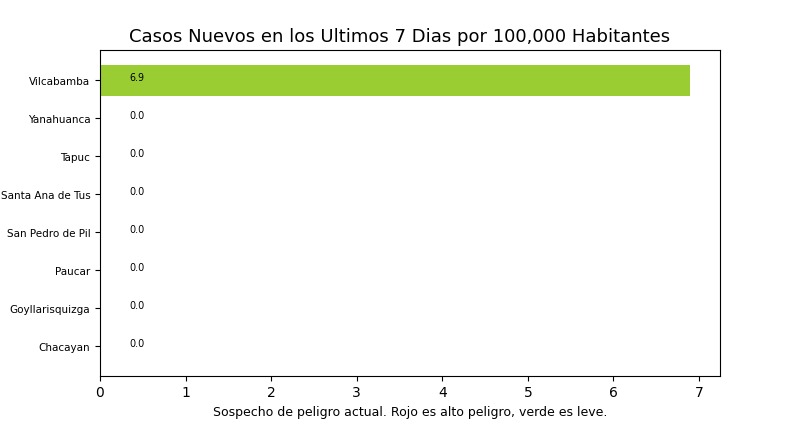 Casos Nuevos en los Ultimos 7 Dias por 100,000 Habitantes
Vilcabamba 6.9
Yanahuanca 0.0
Tapuc 0.0
Santa Ana de Tus 0.0
San Pedro de Pil 0.0
Paucar 0.0
Goyllarisquizga 0.0
Chacayan 0.0
0 1 2 3 4 5 6 7
Sospecho de peligro actual. Rojo es alto peligro, verde es leve.